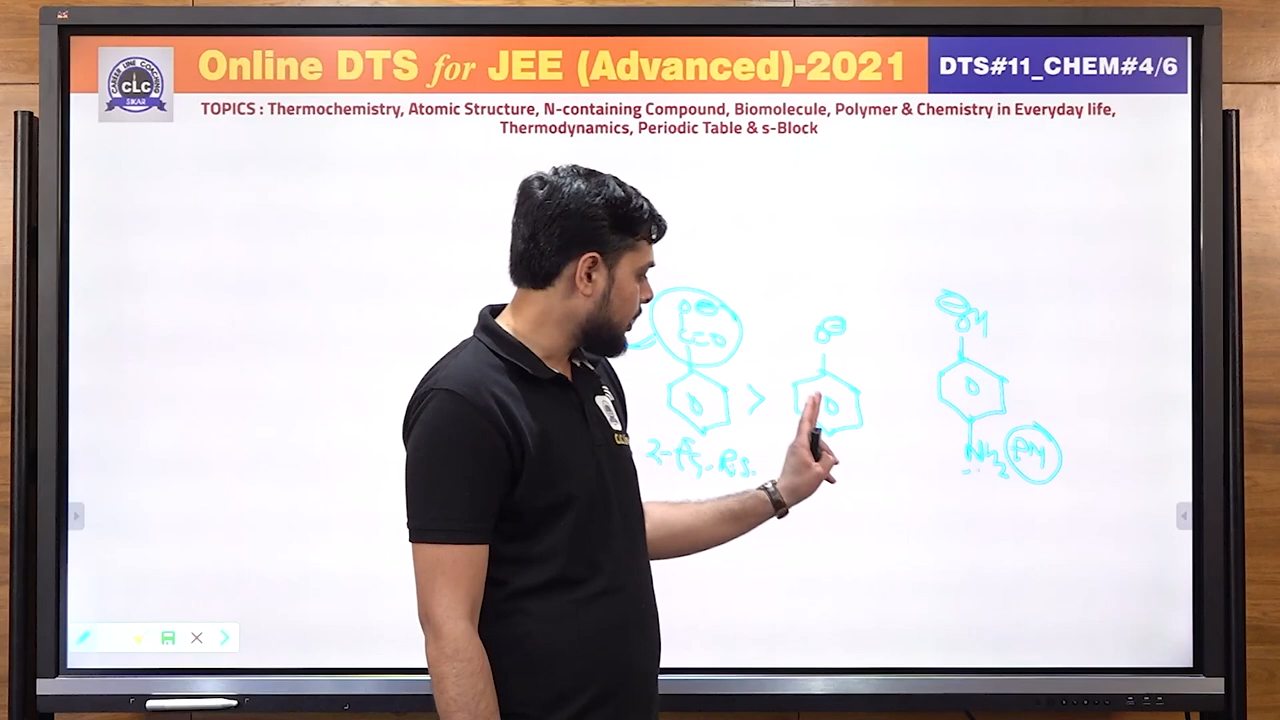 Online DTS for JEE (Advanced)-2021
DTS#11_CHEM#4/6
CAREER LINE COACHING
CLC
SIKAR
TOPICS : Thermochemistry, Atomic Structure, N-containing Compound, Biomolecule, Polymer & Chemistry in Everyday life,
Thermodynamics, Periodic Table & s-Block
>
NH2